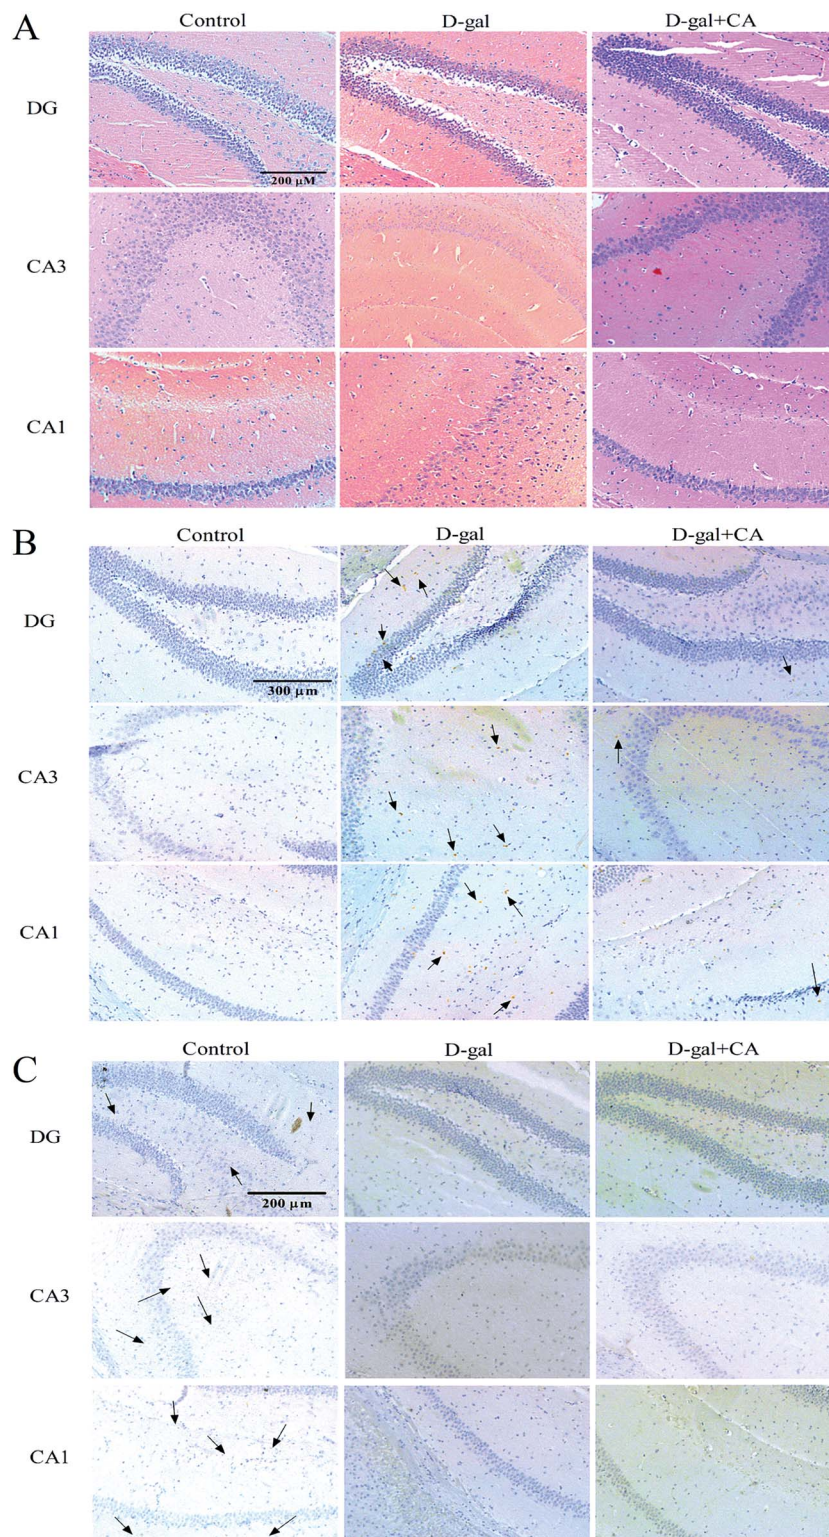 A
Control D-gal D-gal+CA
DG
200 µM
CA3
CA1
B
Control D-gal D-gal+CA
DG
300 µm
CA3
CA1
C
Control D-gal D-gal+CA
DG
200 µm
CA3
CA1